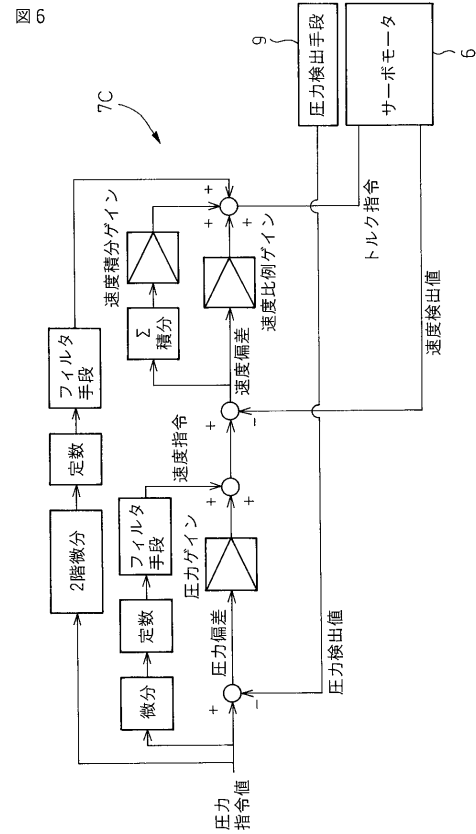 図6
7C
9
圧力検出手段
サーボモータ
6
2階微分
定数
フィルタ
手段
微分
定数
フィルタ
手段
速度指令
Σ
積分
速度積分ゲイン
圧力
指令値
+
−
圧力偏差
圧力ゲイン
+
+
+
−
速度偏差
速度比例ゲイン
+
+
+
トルク指令
速度検出値
圧力検出値